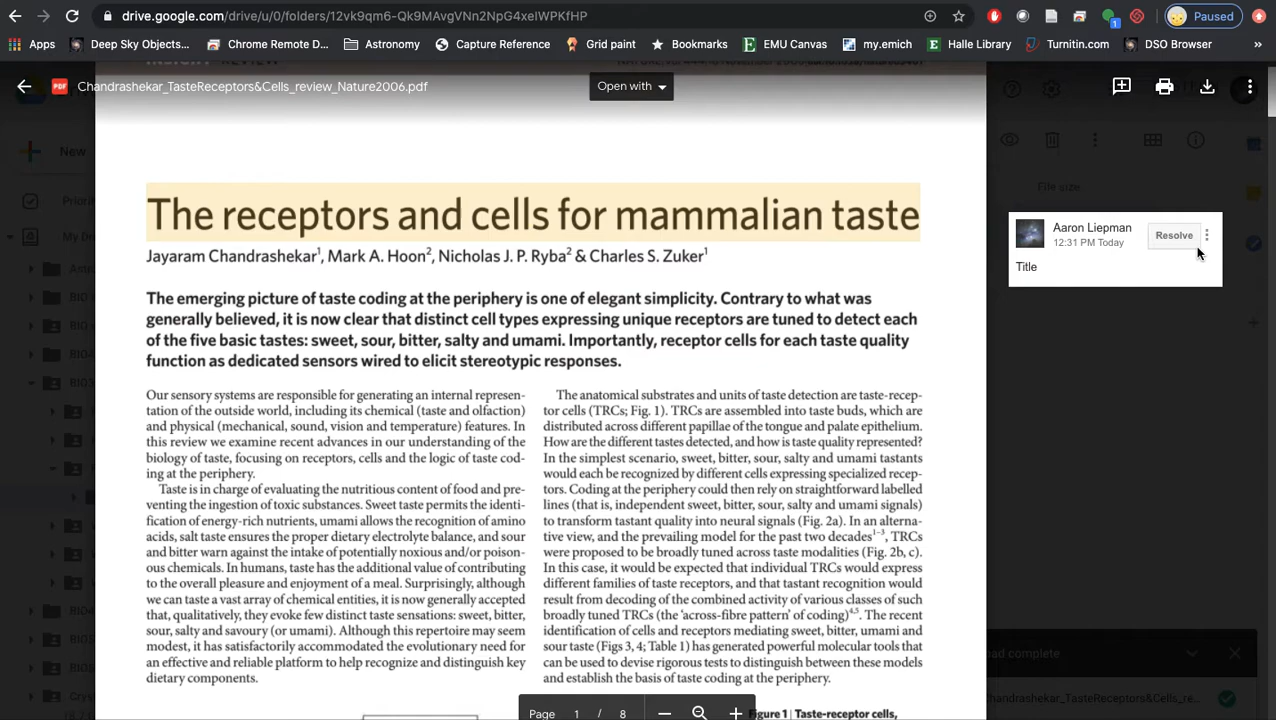 drive.google.com/drive/u/0/folders/12vk9qm6-Qk9MAvgVNn2NpG4xeIWPKfHP
Paused
Apps Deep Sky Objects... Chrome Remote D... Astronomy Capture Reference Grid paint Bookmarks EMU Canvas my.emich Halle Library Turnitin.com DSO Browser »
Chandrashekar_TasteReceptors&Cells_review_Nature2006.pdf
Open with
New
File size
The receptors and cells for mammalian taste
Jayaram Chandrashekar1, Mark A. Hoon2, Nicholas J. P. Ryba2 & Charles S. Zuker1
Aaron Liepman
12:31 PM Today
Resolve
Title
The emerging picture of taste coding at the periphery is one of elegant simplicity. Contrary to what was
generally believed, it is now clear that distinct cell types expressing unique receptors are tuned to detect each
of the five basic tastes: sweet, sour, bitter, salty and umami. Importantly, receptor cells for each taste quality
function as dedicated sensors wired to elicit stereotypic responses.
Our sensory systems are responsible for generating an internal represen-
tation of the outside world, including its chemical (taste and olfaction)
and physical (mechanical, sound, vision and temperature) features. In
this review we examine recent advances in our understanding of the
biology of taste, focusing on receptors, cells and the logic of taste cod-
ing at the periphery.
Taste is in charge of evaluating the nutritious content of food and pre-
venting the ingestion of toxic substances. Sweet taste permits the identi-
fication of energy-rich nutrients, umami allows the recognition of amino
acids, salt taste ensures the proper dietary electrolyte balance, and sour
and bitter warn against the intake of potentially noxious and/or poison-
ous chemicals. In humans, taste has the additional value of contributing
to the overall pleasure and enjoyment of a meal. Surprisingly, although
we can taste a vast array of chemical entities, it is now generally accepted
that, qualitatively, they evoke few distinct taste sensations: sweet, bitter,
sour, salty and savoury (or umami). Although this repertoire may seem
modest, it has satisfactorily accommodated the evolutionary need for
an effective and reliable platform to help recognize and distinguish key
dietary components.
The anatomical substrates and units of taste detection are taste-recep-
tor cells (TRCs; Fig. 1). TRCs are assembled into taste buds, which are
distributed across different papillae of the tongue and palate epithelium.
How are the different tastes detected, and how is taste quality represented?
In the simplest scenario, sweet, bitter, sour, salty and umami tastants
would each be recognized by different cells expressing specialized recep-
tors. Coding at the periphery could then rely on straightforward labelled
lines (that is, independent sweet, bitter, sour, salty and umami signals)
to transform tastant quality into neural signals (Fig. 2a). In an alterna-
tive view, and the prevailing model for the past two decades1–3, TRCs
were proposed to be broadly tuned across taste modalities (Fig. 2b, c).
In this case, it would be expected that individual TRCs would express
different families of taste receptors, and that tastant recognition would
result from decoding of the combined activity of various classes of such
broadly tuned TRCs (the ‘across-fibre pattern’ of coding)4,5. The recent
identification of cells and receptors mediating sweet, bitter, umami and
sour taste (Figs 3, 4; Table 1) has generated powerful molecular tools that
can be used to devise rigorous tests to distinguish between these models
and establish the basis of taste coding at the periphery.
Page 1 / 8
Figure 1 | Taste-receptor cells,
oad complete
Chandrashekar_TasteReceptors&Cells_re...